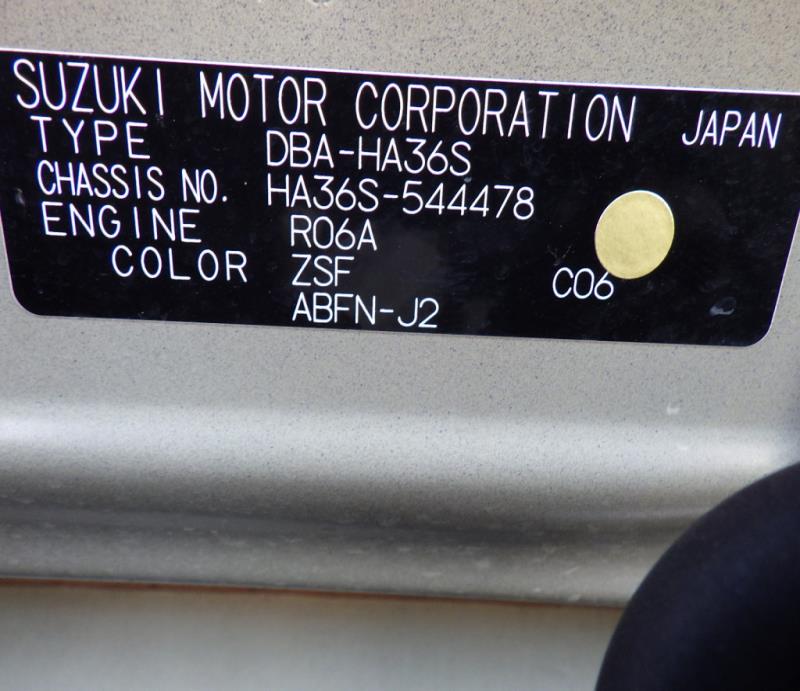 SUZUKI MOTOR CORPORATION JAPAN
TYPE DBA-HA36S
CHASSIS NO. HA36S-544478
ENGINE R06A
COLOR ZSF C06
ABFN-J2